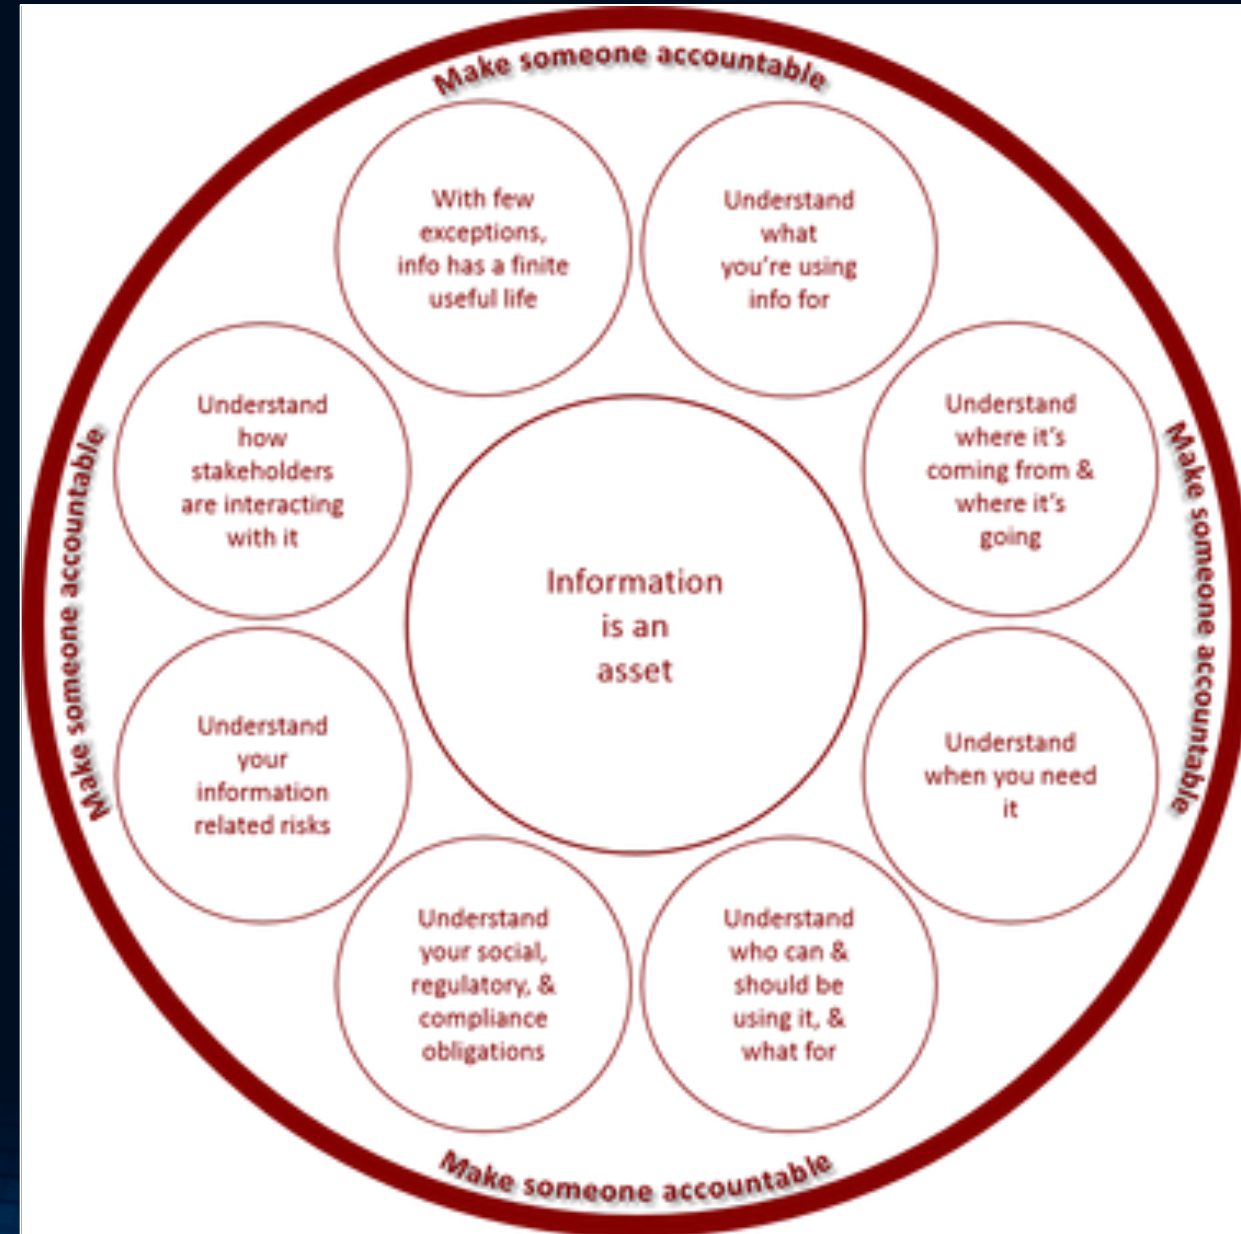 Make someone accountable
With few
exceptions,
info has a finite
useful life
Understand
what
you're using
info for
Understand
how
stakeholders
are interacting
with it
Understand
where it's
coming from &
where it's
going
Make someone accountable
Make someone accountable
Information
is an
asset
Understand
your
information
related risks
Understand
when you need
it
Understand
your social,
regulatory, &
compliance
obligations
Understand
who can &
should be
using it, &
what for
Make someone accountable